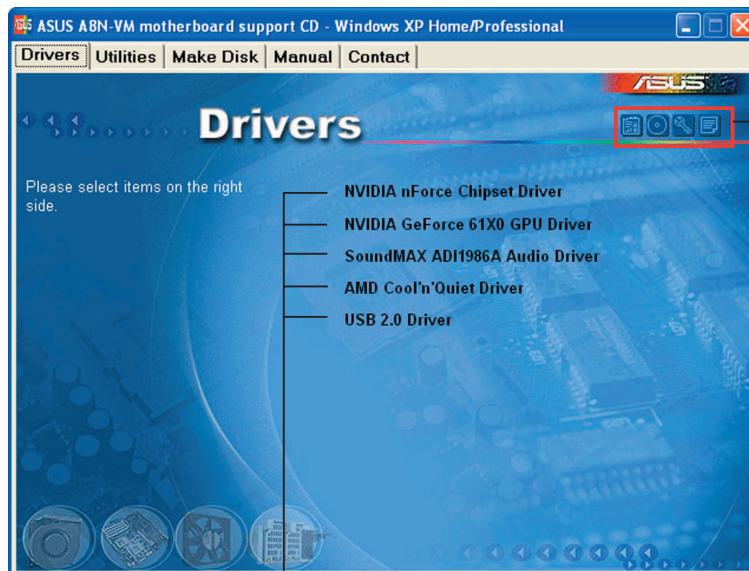 ASUS A8N-VM motherboard support CD - Windows XP Home/Professional
Drivers Utilities Make Disk Manual Contact
ASUS
Drivers
Please select items on the right
side.
NVIDIA nForce Chipset Driver
NVIDIA GeForce 61X0 GPU Driver
SoundMAX ADI1986A Audio Driver
AMD Cool'n'Quiet Driver
USB 2.0 Driver